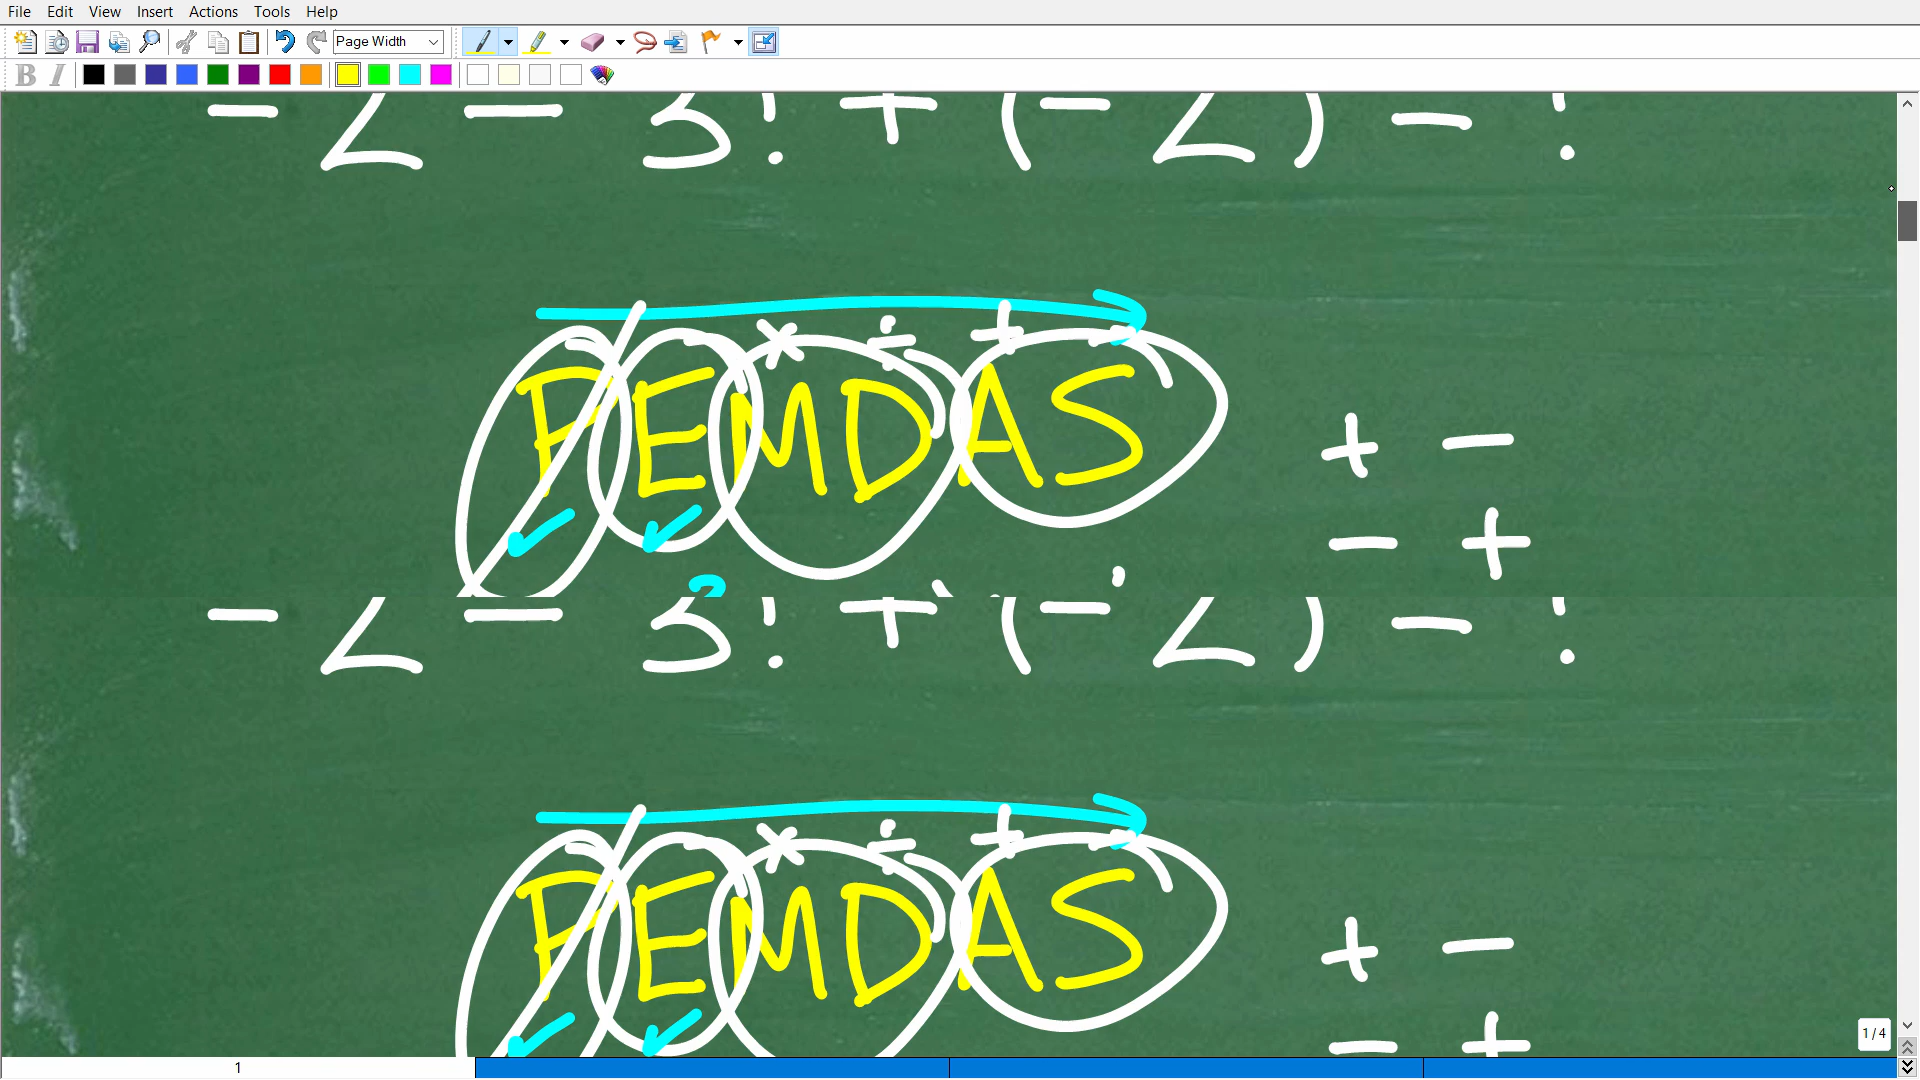 File Edit View Insert Actions Tools Help
Page Width
B I
- 2 - 3! + (- 2) - !
× ÷ + -
PEMDAS
+ -
- +
- 2 - 3! + (- 2) - !
× ÷ + -
PEMDAS
+ -
- +
1 / 4
1